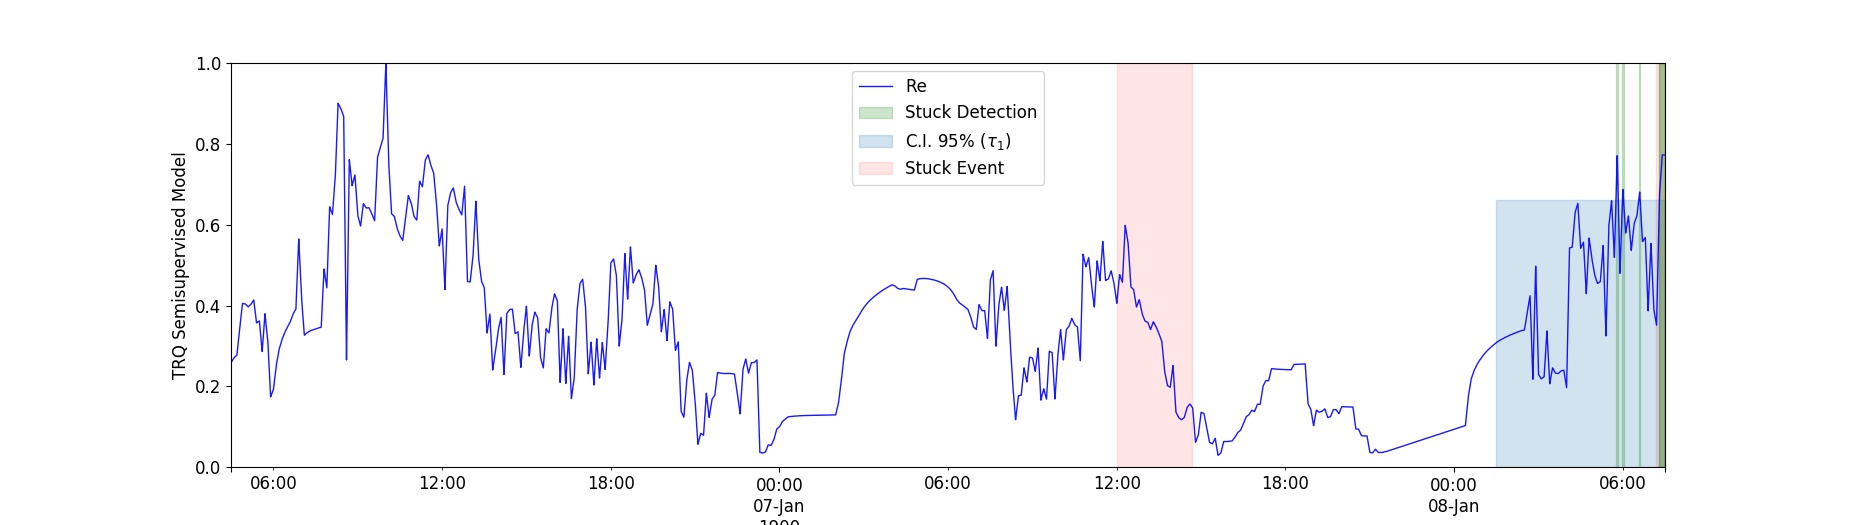 TRQ Semisupervised Model
1.0
0.8
0.6
0.4
0.2
0.0
Re
Stuck Detection
C.I. 95% (τ₁)
Stuck Event
06:00 12:00 18:00 00:00 06:00 12:00 18:00 00:00 06:00
07-Jan 08-Jan
1900